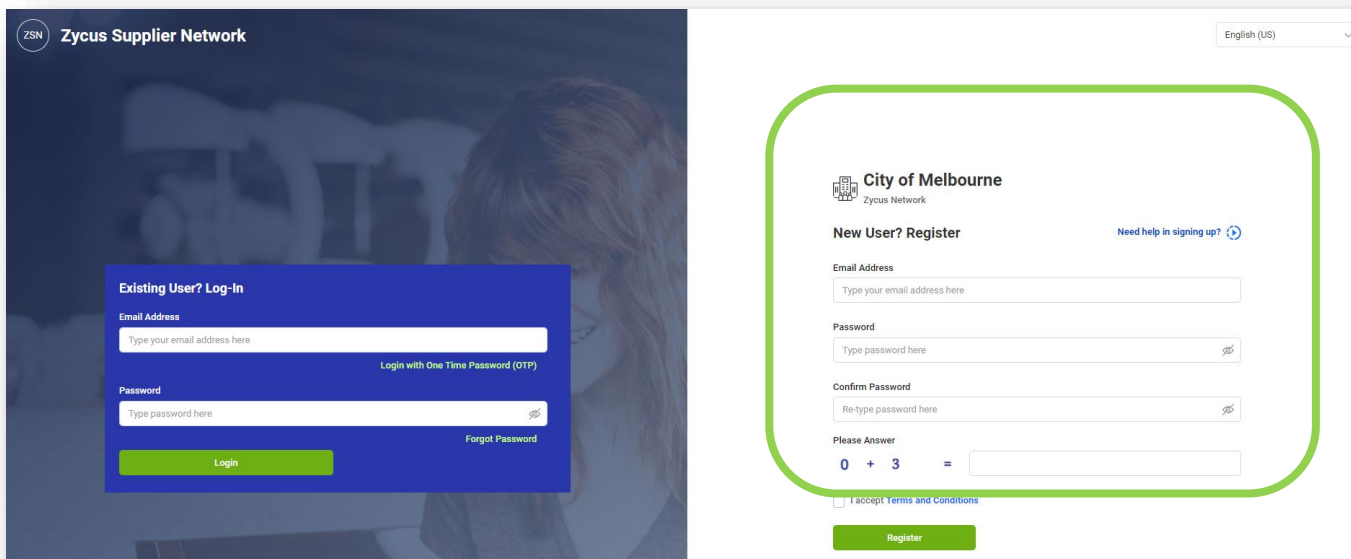 ZSN Zycus Supplier Network
English (US)
Existing User? Log-In
Email Address
Type your email address here
Login with One Time Password (OTP)
Password
Type password here
Forgot Password
Login
City of Melbourne
Zycus Network
New User? Register
Need help in signing up?
Email Address
Type your email address here
Password
Type password here
Confirm Password
Re-type password here
Please Answer
0 + 3 =
I accept Terms and Conditions
Register